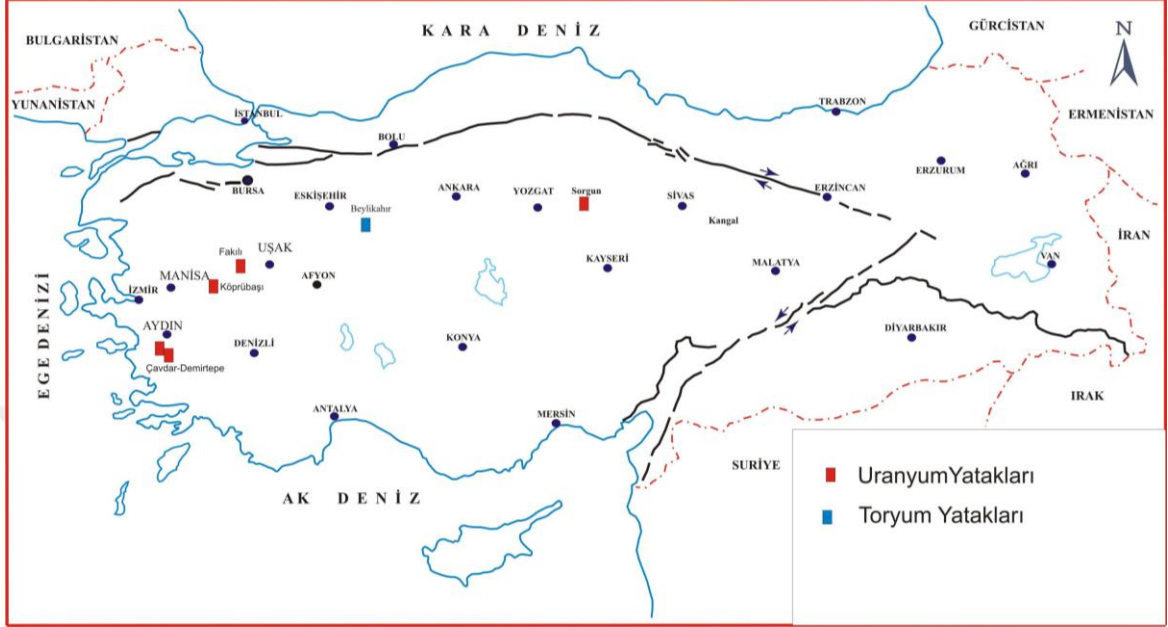 KARA DENİZ
BULGARİSTAN
GÜRCİSTAN
N
YUNANİSTAN
ERMENİSTAN
TRABZON
İSTANBUL
BOLU
ERZURUM
AĞRI
BURSA
ESKİŞEHİR
ANKARA
YOZGAT
Sorgun
SİVAS
ERZİNCAN
Beylikahır
Kangal
İRAN
Fakılı
UŞAK
VAN
MANİSA
AFYON
KAYSERİ
MALATYA
İZMİR
Köprübaşı
EGE DENİZİ
AYDIN
DENİZLİ
KONYA
DİYARBAKIR
Çavdar-Demirtepe
IRAK
ANTALYA
MERSİN
SURİYE
AK DENİZ
UranyumYatakları
Toryum Yatakları